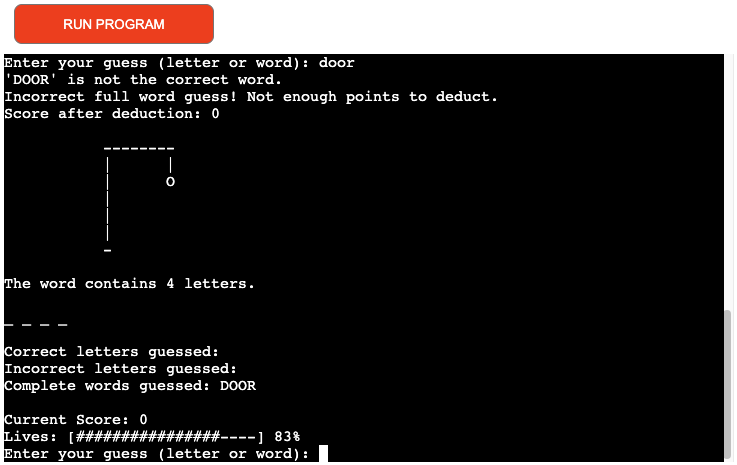 RUN PROGRAM
Enter your guess (letter or word): door
'DOOR' is not the correct word.
Incorrect full word guess! Not enough points to deduct.
Score after deduction: 0
--------
|      |
|      O
|
|
|
-
The word contains 4 letters.
_ _ _ _
Correct letters guessed:
Incorrect letters guessed:
Complete words guessed: DOOR
Current Score: 0
Lives: [################----] 83%
Enter your guess (letter or word):